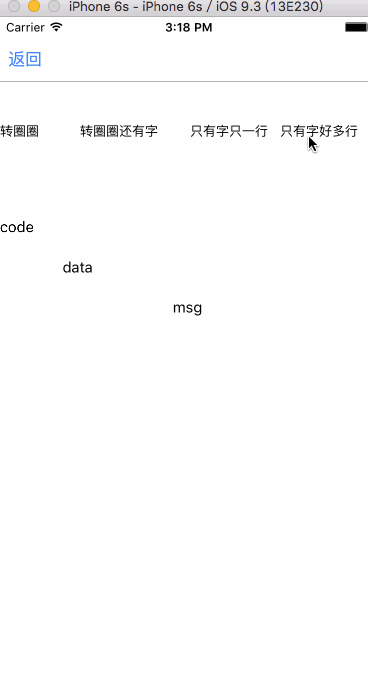 iPhone 6s - iPhone 6s / iOS 9.3 (13E230)
Carrier 3:18 PM
返回
转圈圈 转圈圈还有字 只有字只一行 只有字好多行
code
data
msg